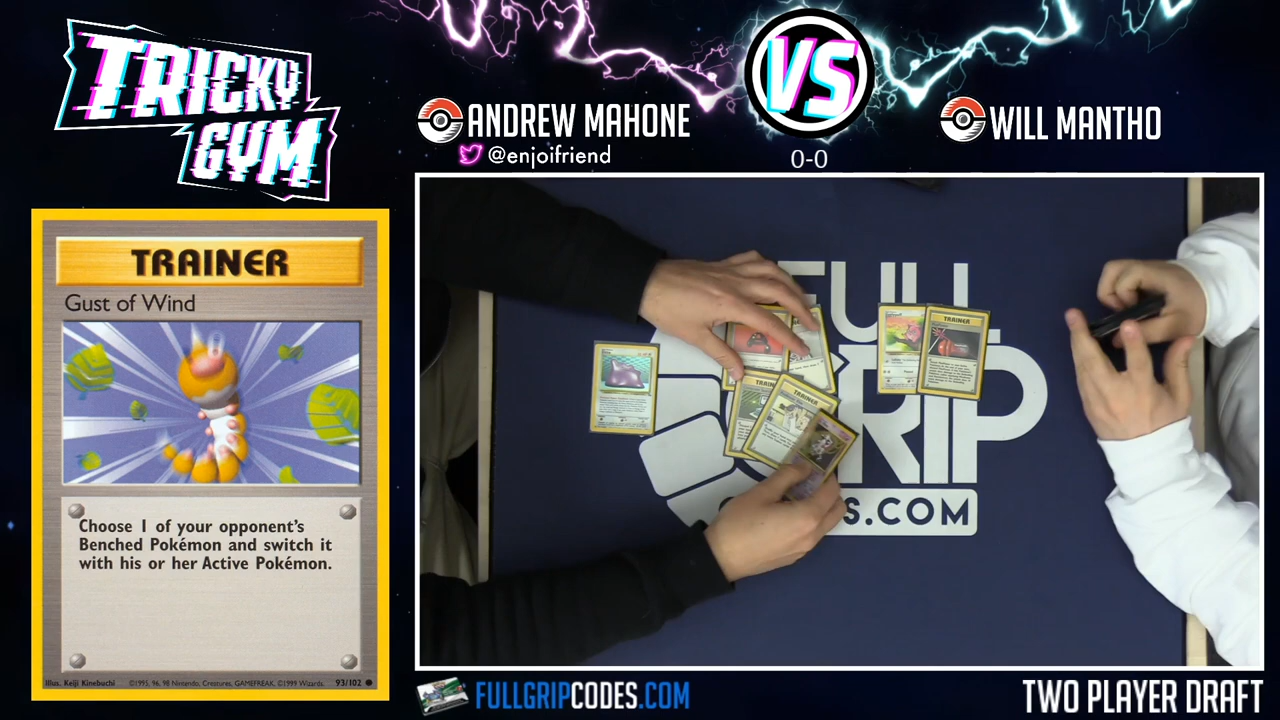 TRICKY
GYM
ANDREW MAHONE
@enjoifriend
VS
0-0
WILL MANTHO
TRAINER
Gust of Wind
Choose 1 of your opponent's
Benched Pokémon and switch it
with his or her Active Pokémon.
Illus. Keiji Kinebuchi ©1995, 96, 98 Nintendo, Creatures, GAMEFREAK. ©1999 Wizards. 93/102
FULL
GRIP
S.COM
TRAINER
TRAINER
FULLGRIPCODES.COM
TWO PLAYER DRAFT